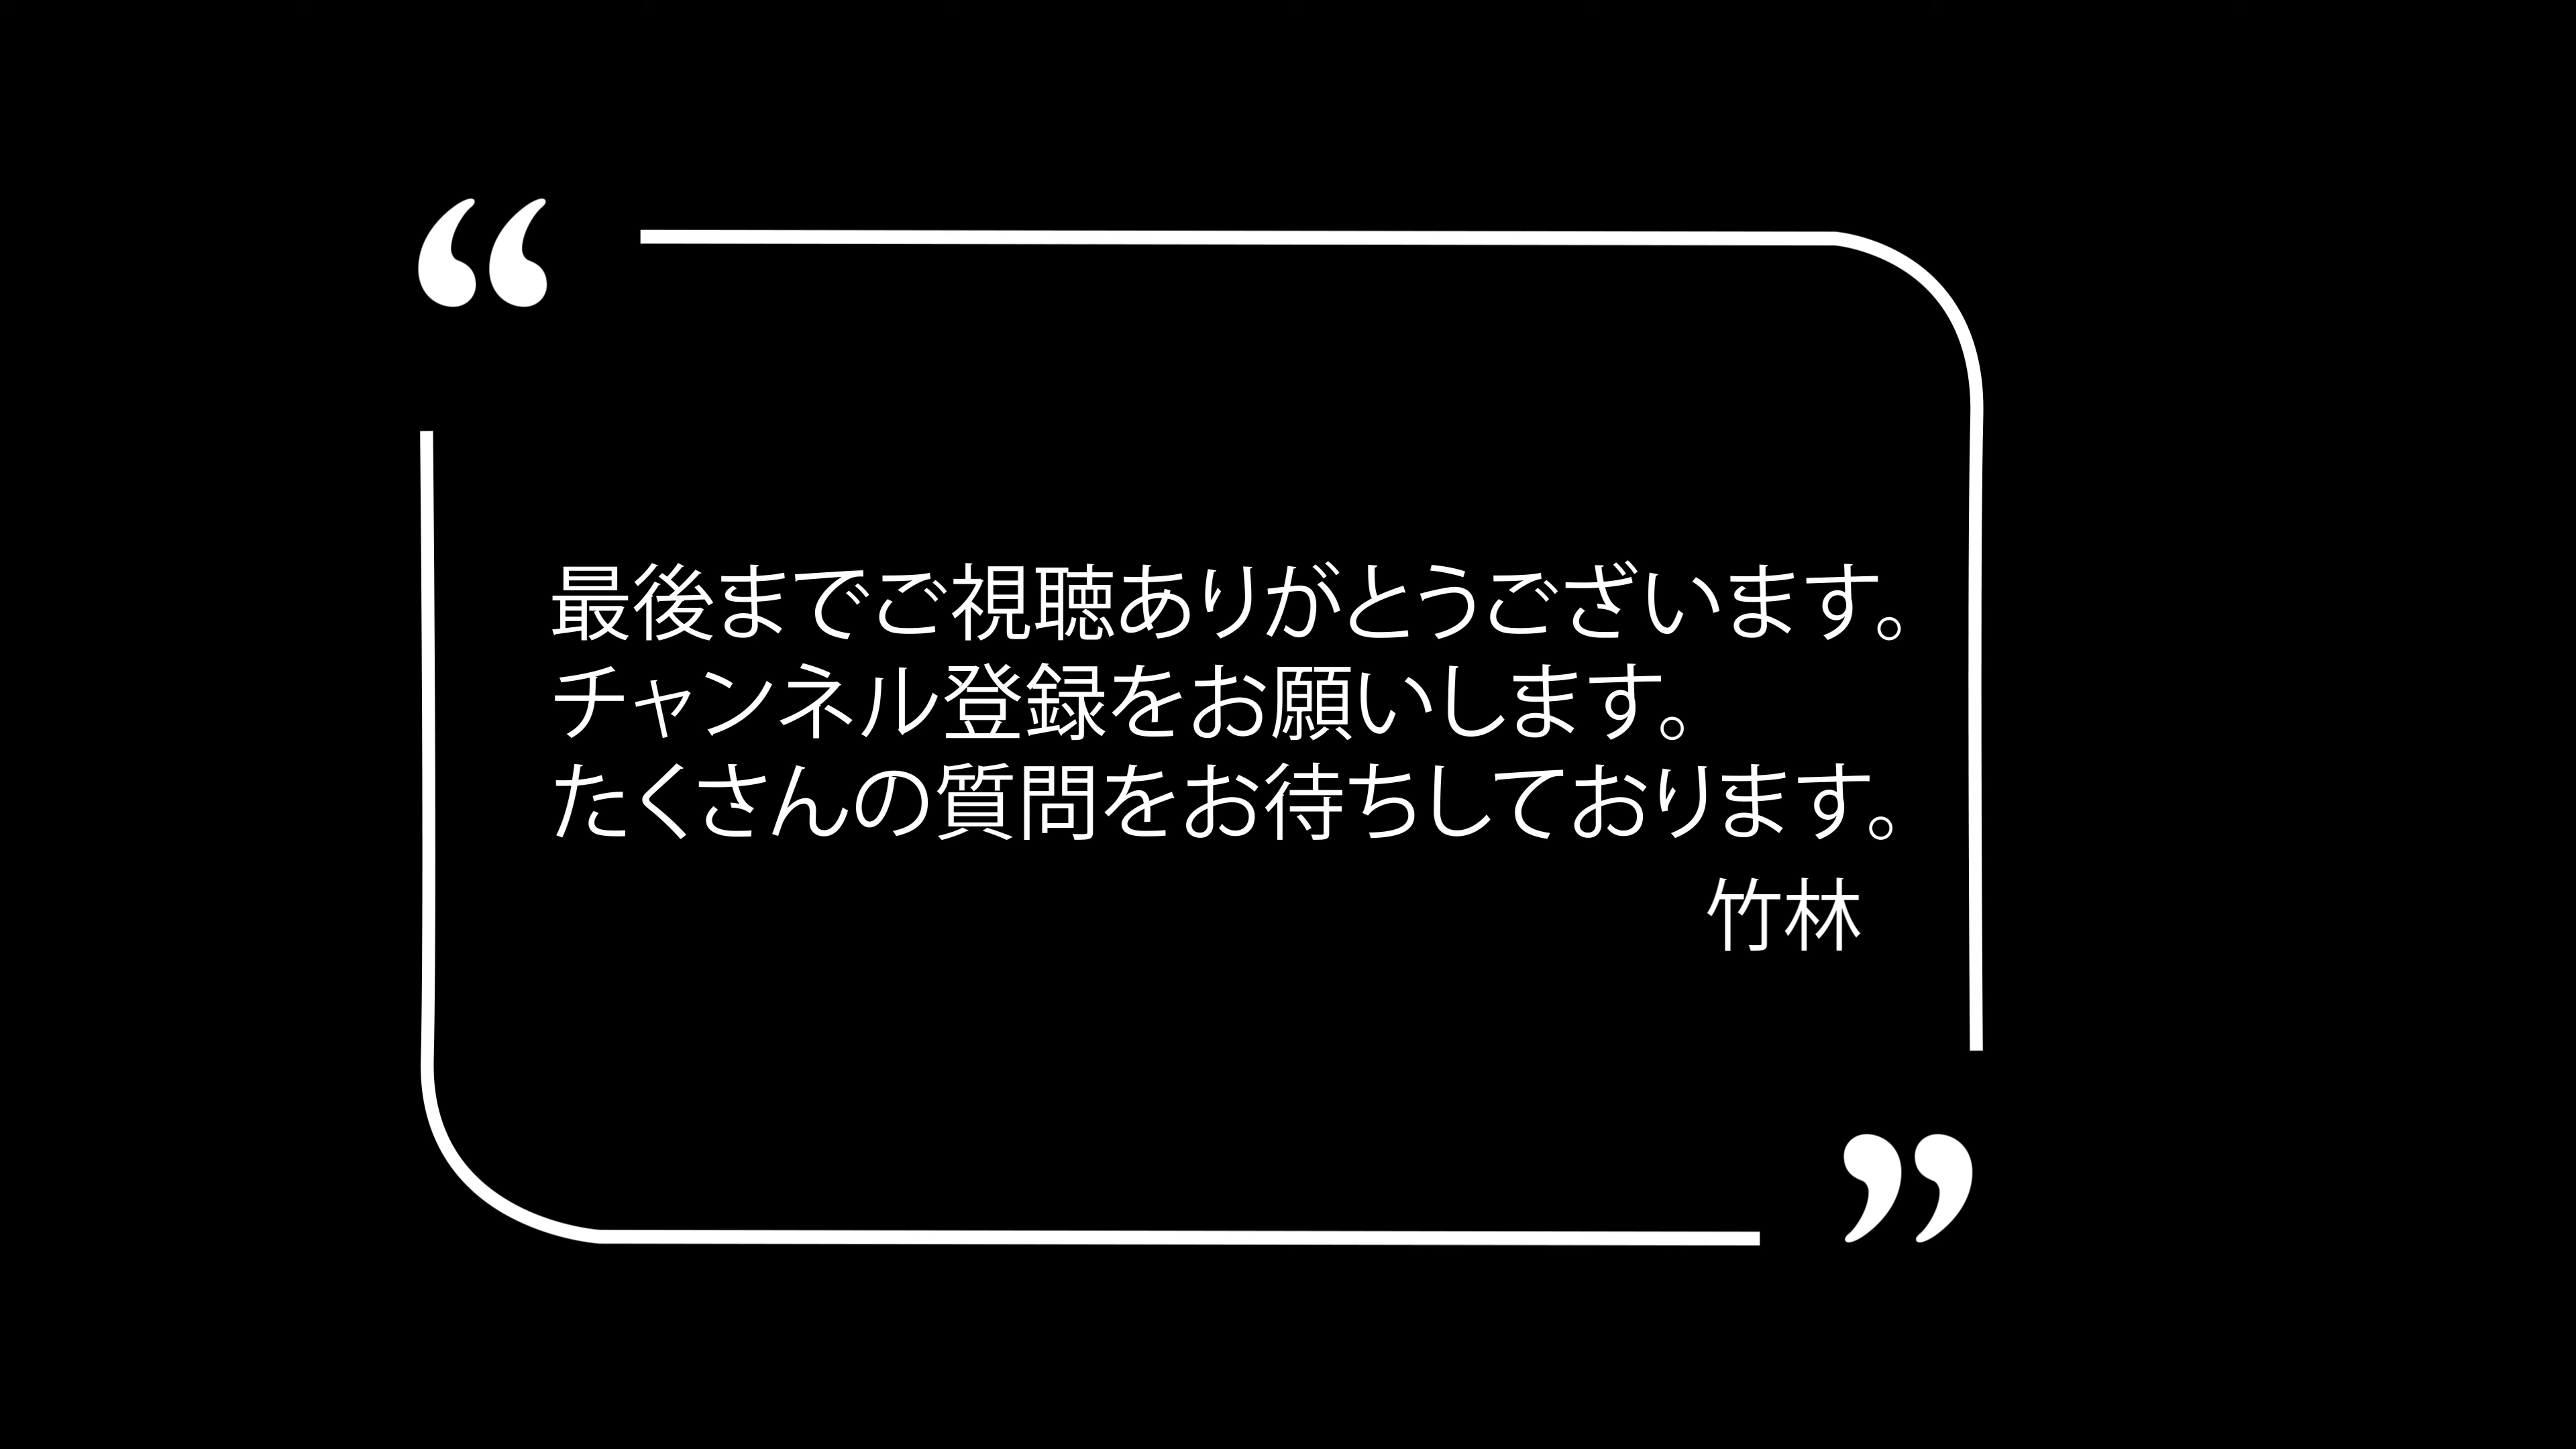 最後までご視聴ありがとうございます。
チャンネル登録をお願いします。
たくさんの質問をお待ちしております。
竹林